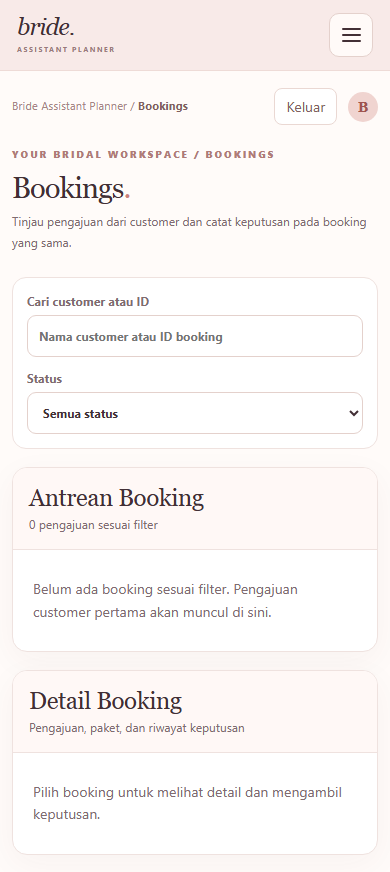 bride.
ASSISTANT PLANNER
Bride Assistant Planner / Bookings
Keluar
B
YOUR BRIDAL WORKSPACE / BOOKINGS
Bookings.
Tinjau pengajuan dari customer dan catat keputusan pada booking
yang sama.
Cari customer atau ID
Nama customer atau ID booking
Status
Semua status
Antrean Booking
0 pengajuan sesuai filter
Belum ada booking sesuai filter. Pengajuan
customer pertama akan muncul di sini.
Detail Booking
Pengajuan, paket, dan riwayat keputusan
Pilih booking untuk melihat detail dan mengambil
keputusan.